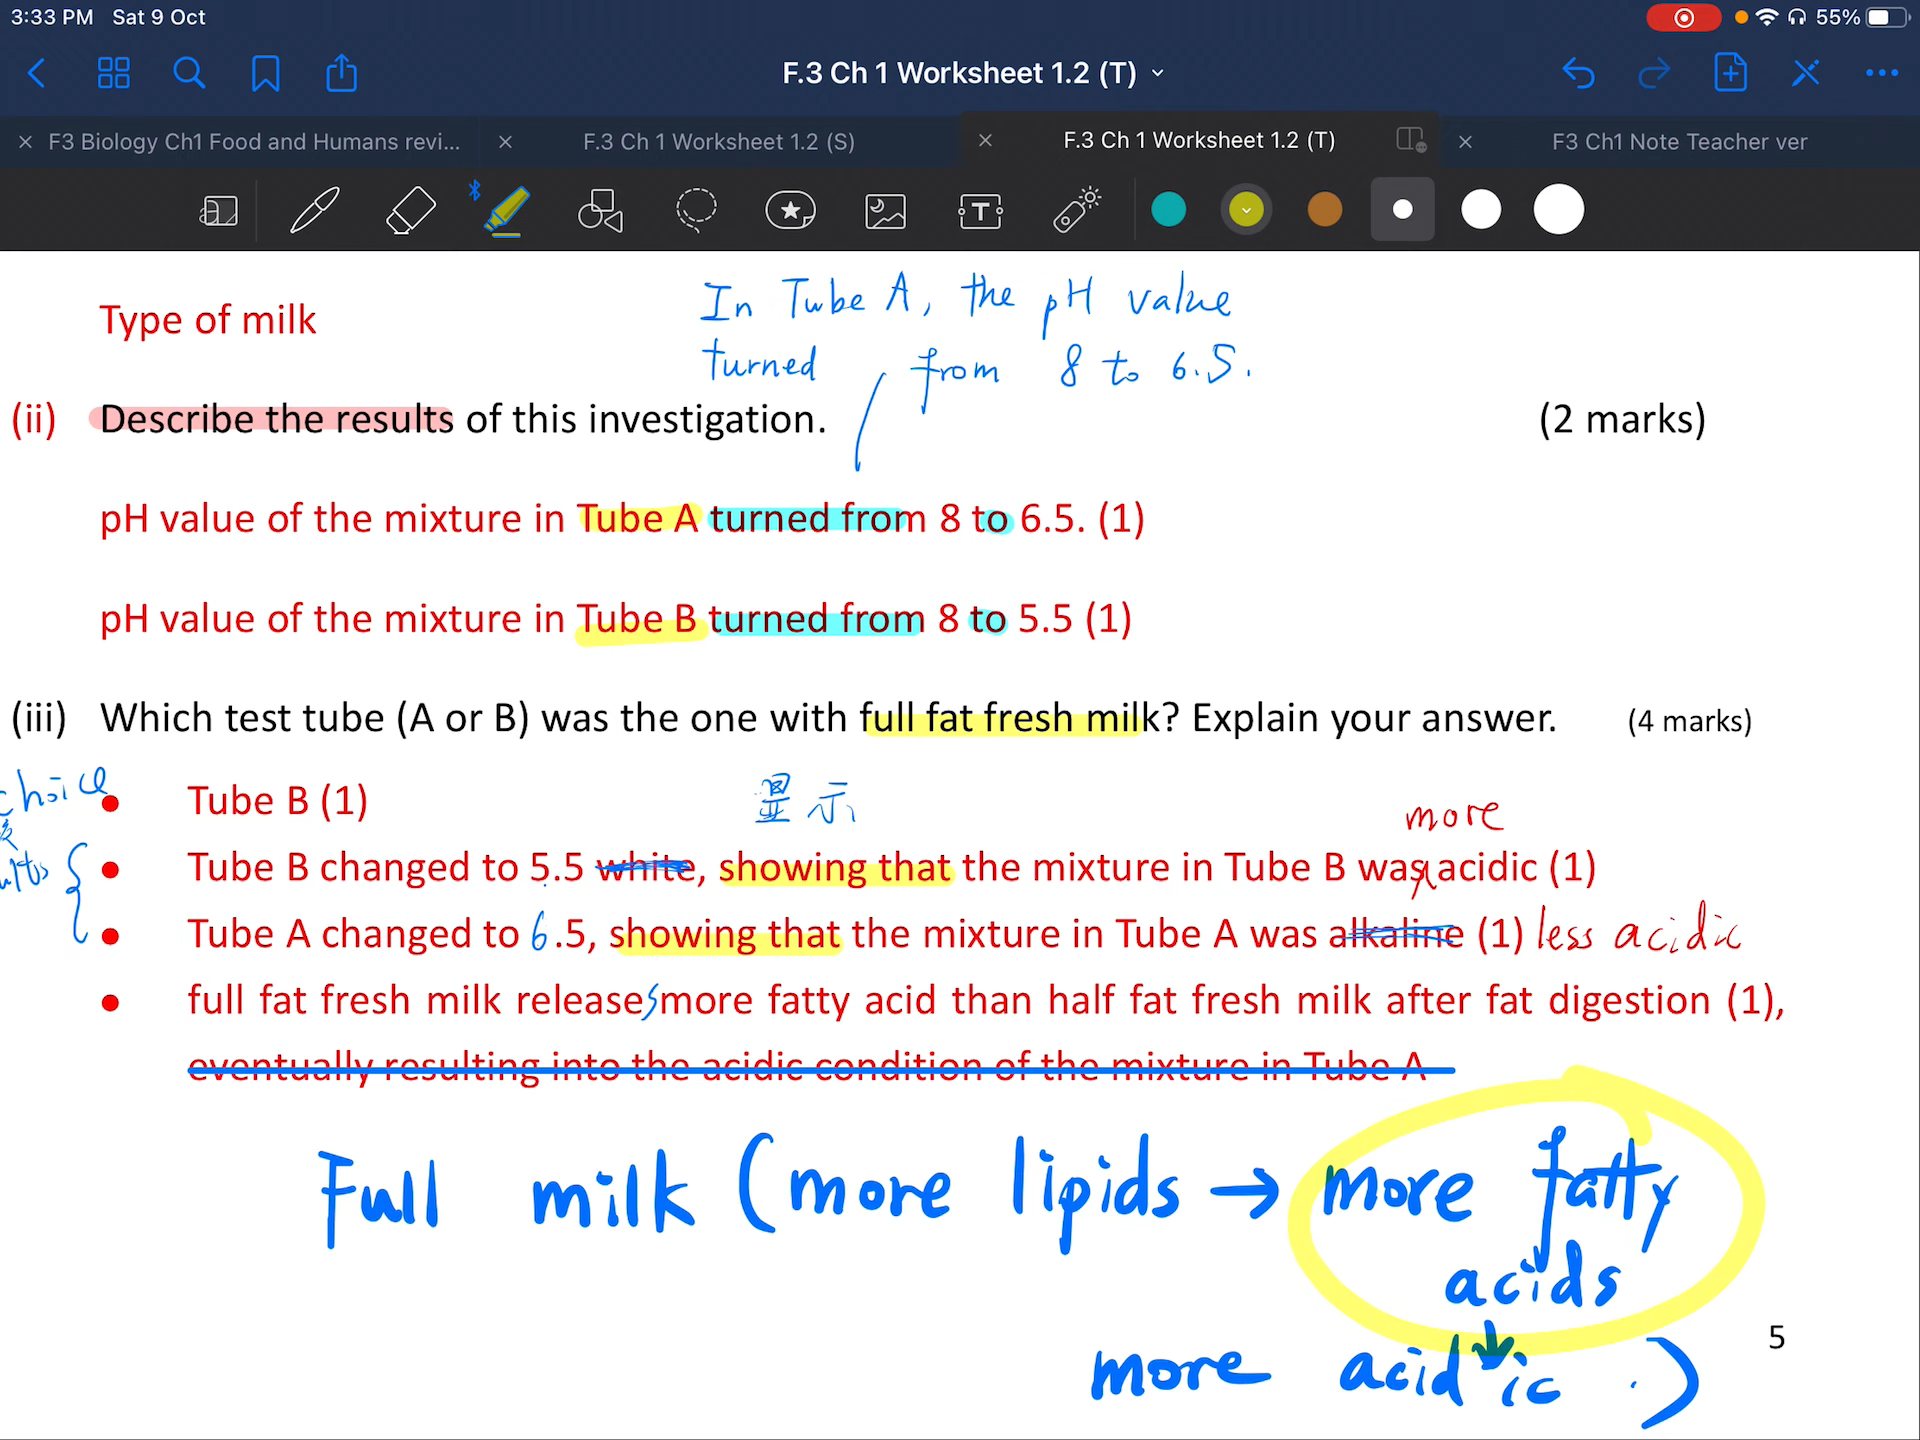 3:33 PM Sat 9 Oct 55%
F.3 Ch 1 Worksheet 1.2 (T)
F3 Biology Ch1 Food and Humans revi... F.3 Ch 1 Worksheet 1.2 (S) F.3 Ch 1 Worksheet 1.2 (T) F3 Ch1 Note Teacher ver
In Tube A, the pH value
Type of milk
turned from 8 to 6.5.
(ii) Describe the results of this investigation. (2 marks)
pH value of the mixture in Tube A turned from 8 to 6.5. (1)
pH value of the mixture in Tube B turned from 8 to 5.5 (1)
(iii) Which test tube (A or B) was the one with full fat fresh milk? Explain your answer. (4 marks)
choice
• Tube B (1) 显示
more
• Tube B changed to 5.5 white, showing that the mixture in Tube B was acidic (1)
• Tube A changed to 6.5, showing that the mixture in Tube A was alkaline (1) less acidic
• full fat fresh milk releases more fatty acid than half fat fresh milk after fat digestion (1),
eventually resulting into the acidic condition of the mixture in Tube A
Full milk (more lipids → more fatty
acids
more acidic.)
5